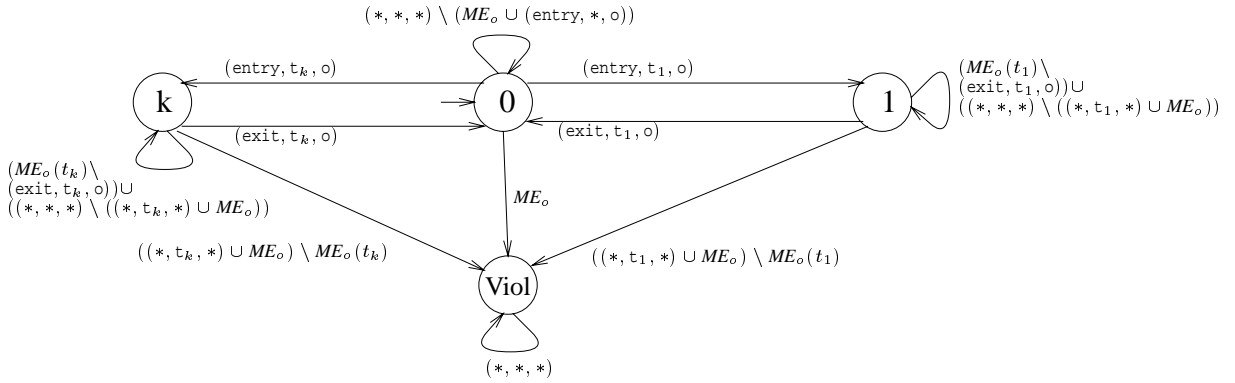 (∗, ∗, ∗) \ (ME_o ∪ (entry, ∗, o))
(entry, t_k, o)
(entry, t_1, o)
k
0
1
(ME_o(t_1)\
(exit, t_1, o))∪
((∗, ∗, ∗) \ ((∗, t_1, ∗) ∪ ME_o))
(exit, t_k, o)
(exit, t_1, o)
(ME_o(t_k)\
(exit, t_k, o))∪
((∗, ∗, ∗) \ ((∗, t_k, ∗) ∪ ME_o))
ME_o
((∗, t_k, ∗) ∪ ME_o) \ ME_o(t_k)
((∗, t_1, ∗) ∪ ME_o) \ ME_o(t_1)
Viol
(∗, ∗, ∗)